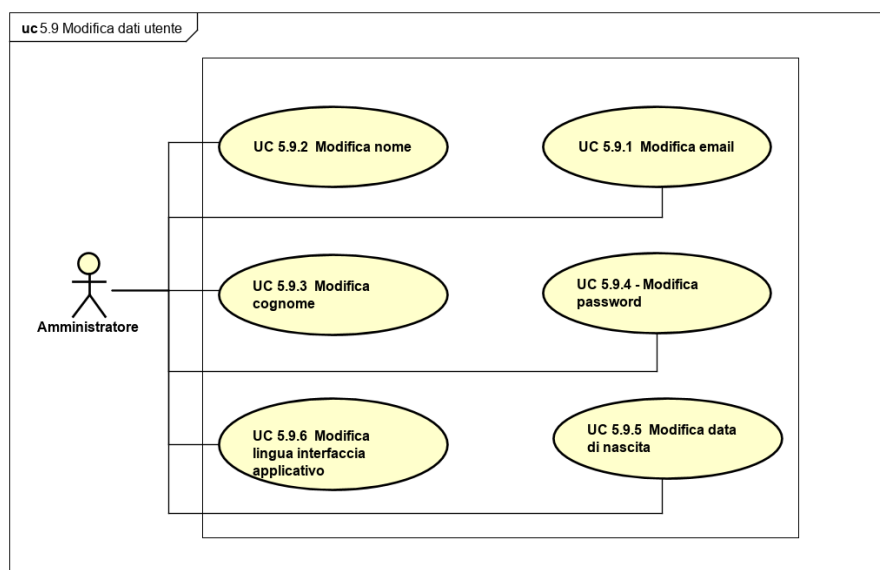 uc 5.9 Modifica dati utente
UC 5.9.2 Modifica nome
UC 5.9.1 Modifica email
UC 5.9.3 Modifica
cognome
UC 5.9.4 - Modifica
password
Amministratore
UC 5.9.6 Modifica
lingua interfaccia
applicativo
UC 5.9.5 Modifica data
di nascita